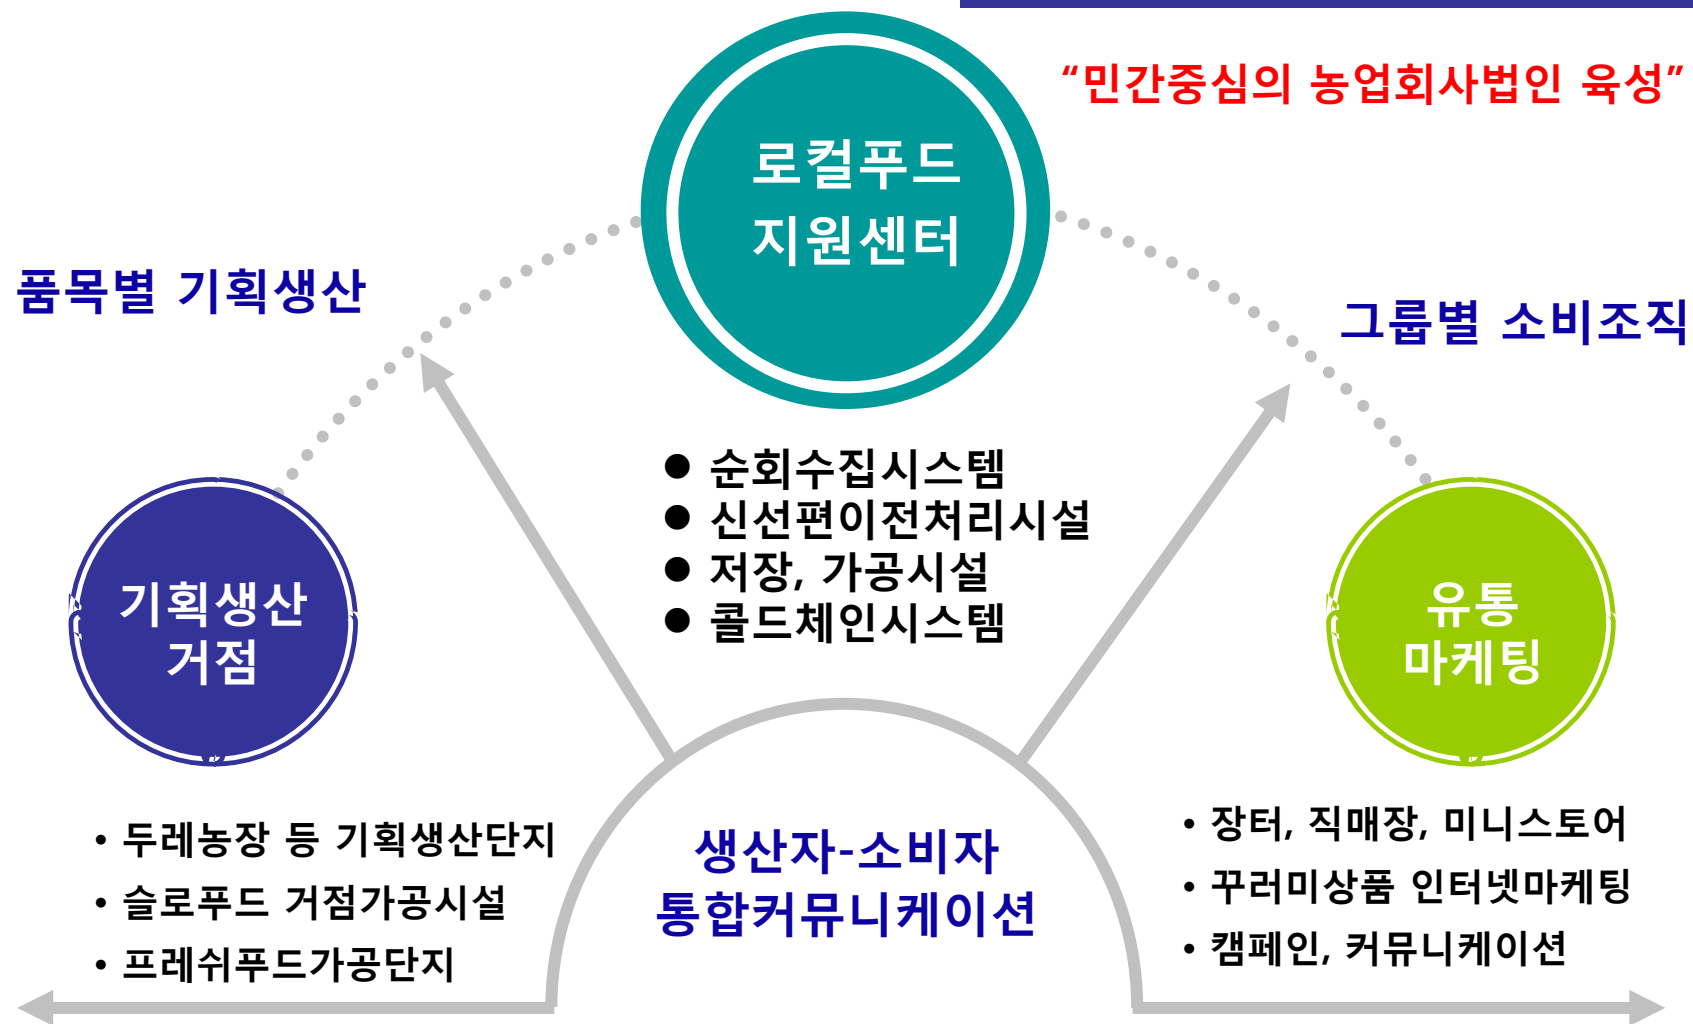 “민간중심의 농업회사법인 육성”
로컬푸드
지원센터
품목별 기획생산
그룹별 소비조직
● 순회수집시스템
● 신선편이전처리시설
● 저장, 가공시설
● 콜드체인시스템
기획생산
거점
유통
마케팅
• 두레농장 등 기획생산단지
• 슬로푸드 거점가공시설
• 프레쉬푸드가공단지
생산자-소비자
통합커뮤니케이션
• 장터, 직매장, 미니스토어
• 꾸러미상품 인터넷마케팅
• 캠페인, 커뮤니케이션